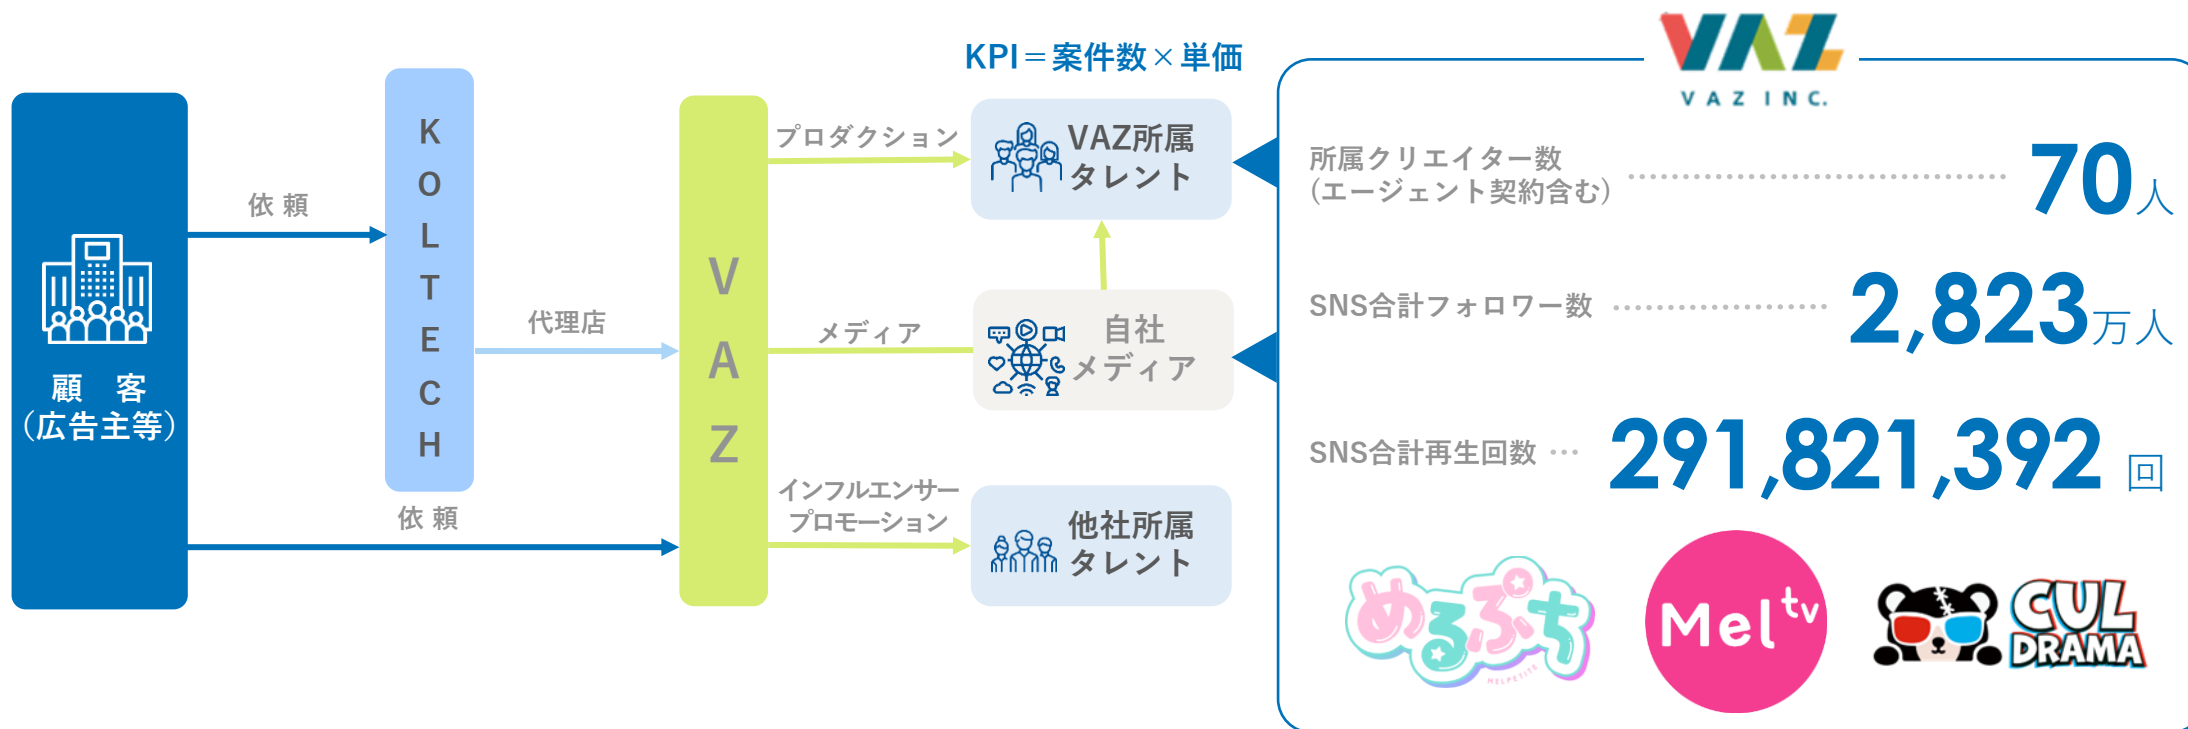 顧 客
（広告主等）
依 頼
KOLTECH
代理店
依 頼
VAZ
プロダクション
メディア
インフルエンサー
プロモーション
KPI＝案件数×単価
VAZ所属
タレント
自社
メディア
他社所属
タレント
VAZ
VAZ INC.
所属クリエイター数
（エージェント契約含む）
70人
SNS合計フォロワー数
2,823万人
SNS合計再生回数
291,821,392 回
めるぷち
MELPETITE
Mel tv
CUL
DRAMA